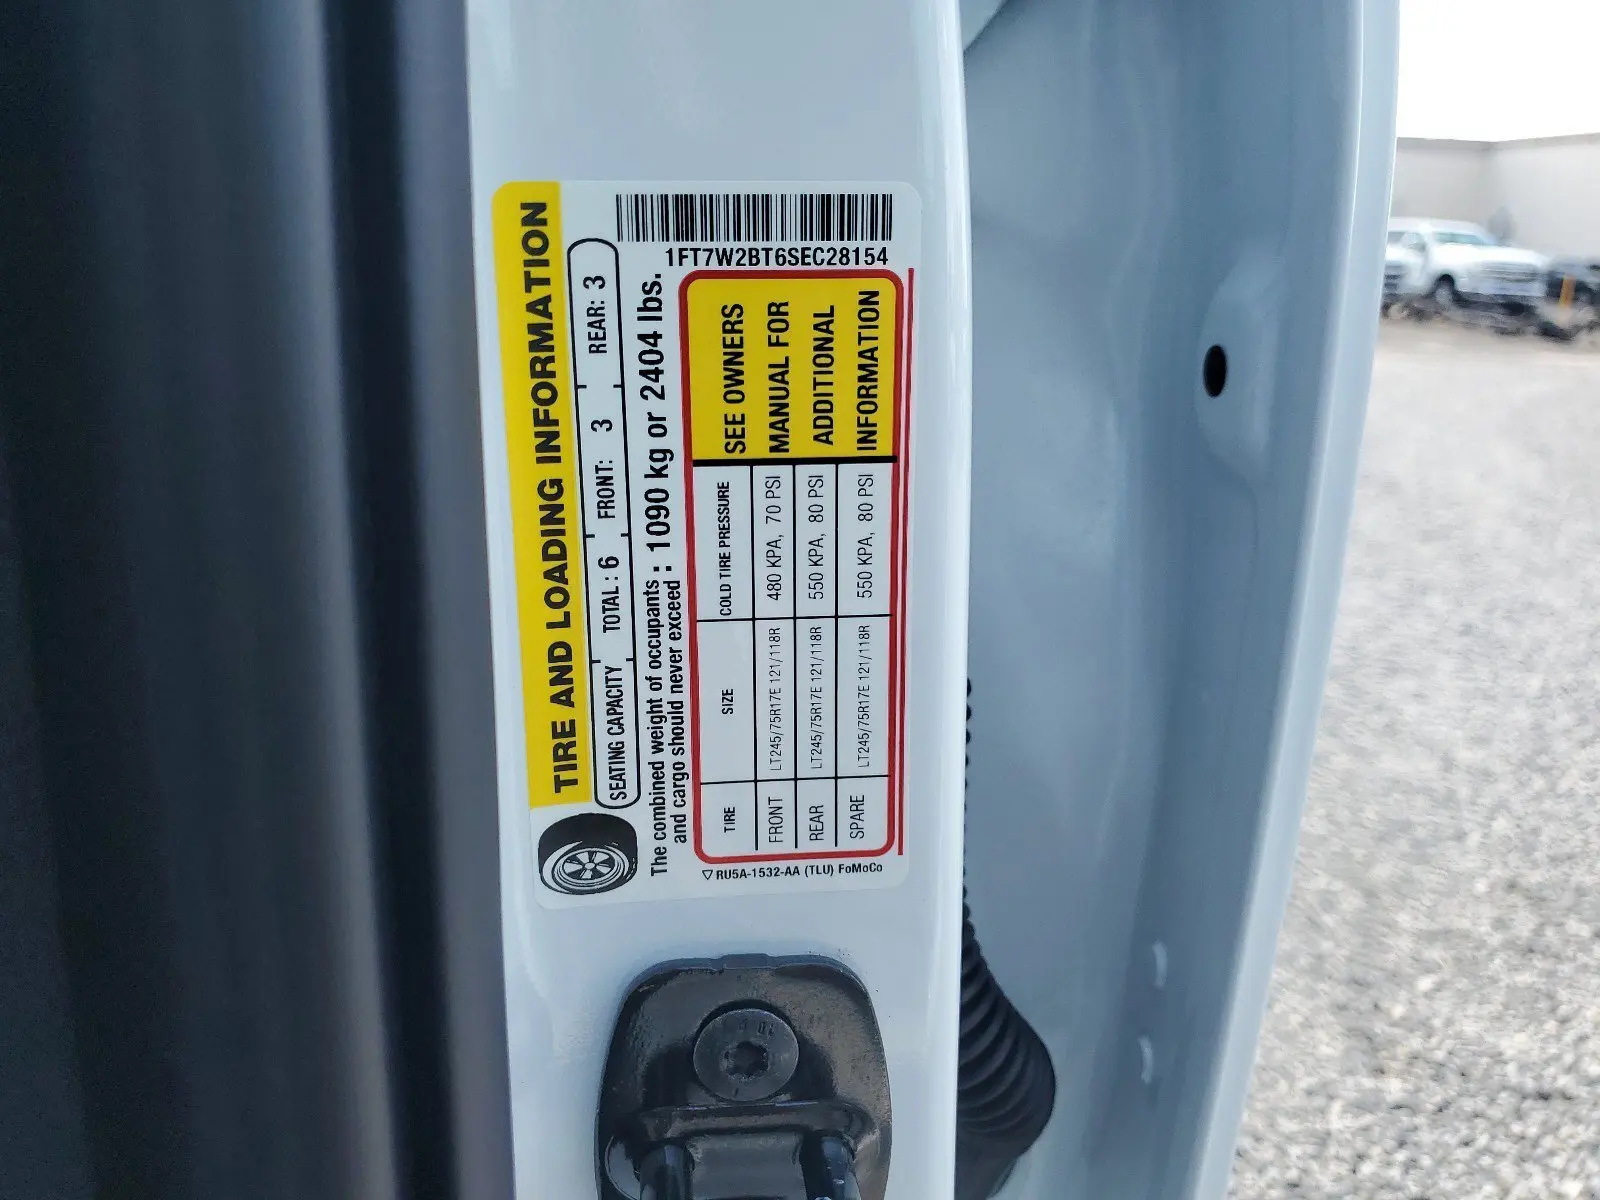 1FT7W2BT6SEC28154
TIRE AND LOADING INFORMATION
SEATING CAPACITY TOTAL : 6 FRONT: 3 REAR: 3
The combined weight of occupants
and cargo should never exceed : 1090 kg or 2404 lbs.
TIRE SIZE COLD TIRE PRESSURE
FRONT LT245/75R17E 121/118R 480 KPA, 70 PSI
REAR LT245/75R17E 121/118R 550 KPA, 80 PSI
SPARE LT245/75R17E 121/118R 550 KPA, 80 PSI
SEE OWNERS
MANUAL FOR
ADDITIONAL
INFORMATION
RU5A-1532-AA (TLU) FoMoCo